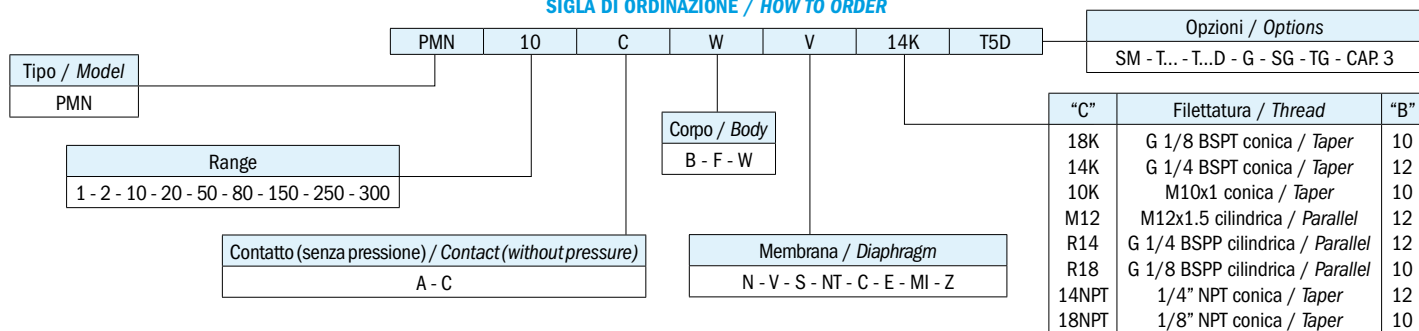 SIGLA DI ORDINAZIONE / HOW TO ORDER
PMN 10 C W V 14K T5D
Opzioni / Options
SM - T... - T...D - G - SG - TG - CAP. 3
Tipo / Model
PMN
Corpo / Body
B - F - W
Range
1 - 2 - 10 - 20 - 50 - 80 - 150 - 250 - 300
Contatto (senza pressione) / Contact (without pressure)
A - C
Membrana / Diaphragm
N - V - S - NT - C - E - MI - Z
“C” Filettatura / Thread “B”
18K G 1/8 BSPT conica / Taper 10
14K G 1/4 BSPT conica / Taper 12
10K M10x1 conica / Taper 10
M12 M12x1.5 cilindrica / Parallel 12
R14 G 1/4 BSPP cilindrica / Parallel 12
R18 G 1/8 BSPP cilindrica / Parallel 10
14NPT 1/4” NPT conica / Taper 12
18NPT 1/8” NPT conica / Taper 10